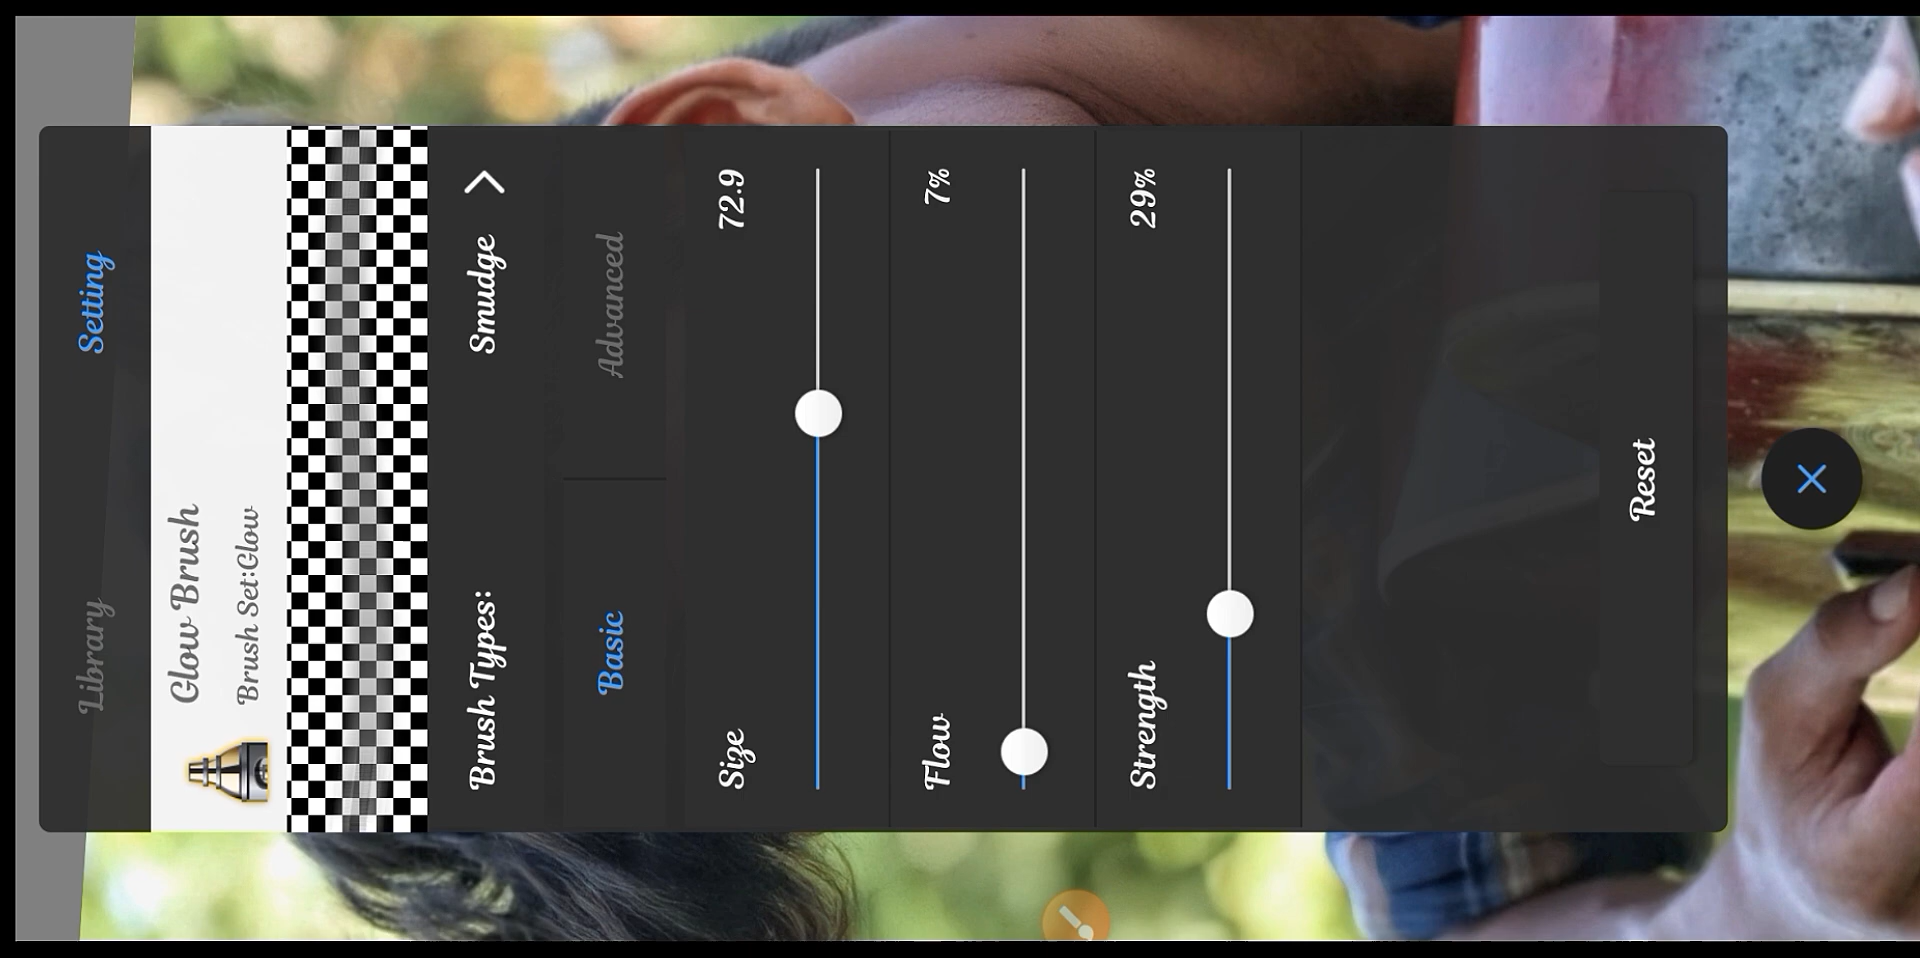 Library
Setting
Glow Brush
Brush Set:Glow
Brush Types:
Smudge
Basic
Advanced
Size
72.9
Flow
7%
Strength
29%
Reset